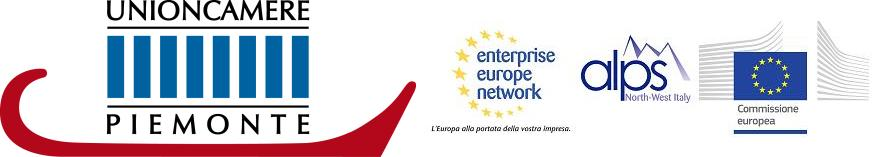 UNIONCAMERE
PIEMONTE
enterprise
europe
network
L'Europa alla portata della vostra impresa.
alps
North-West Italy
Commissione
europea